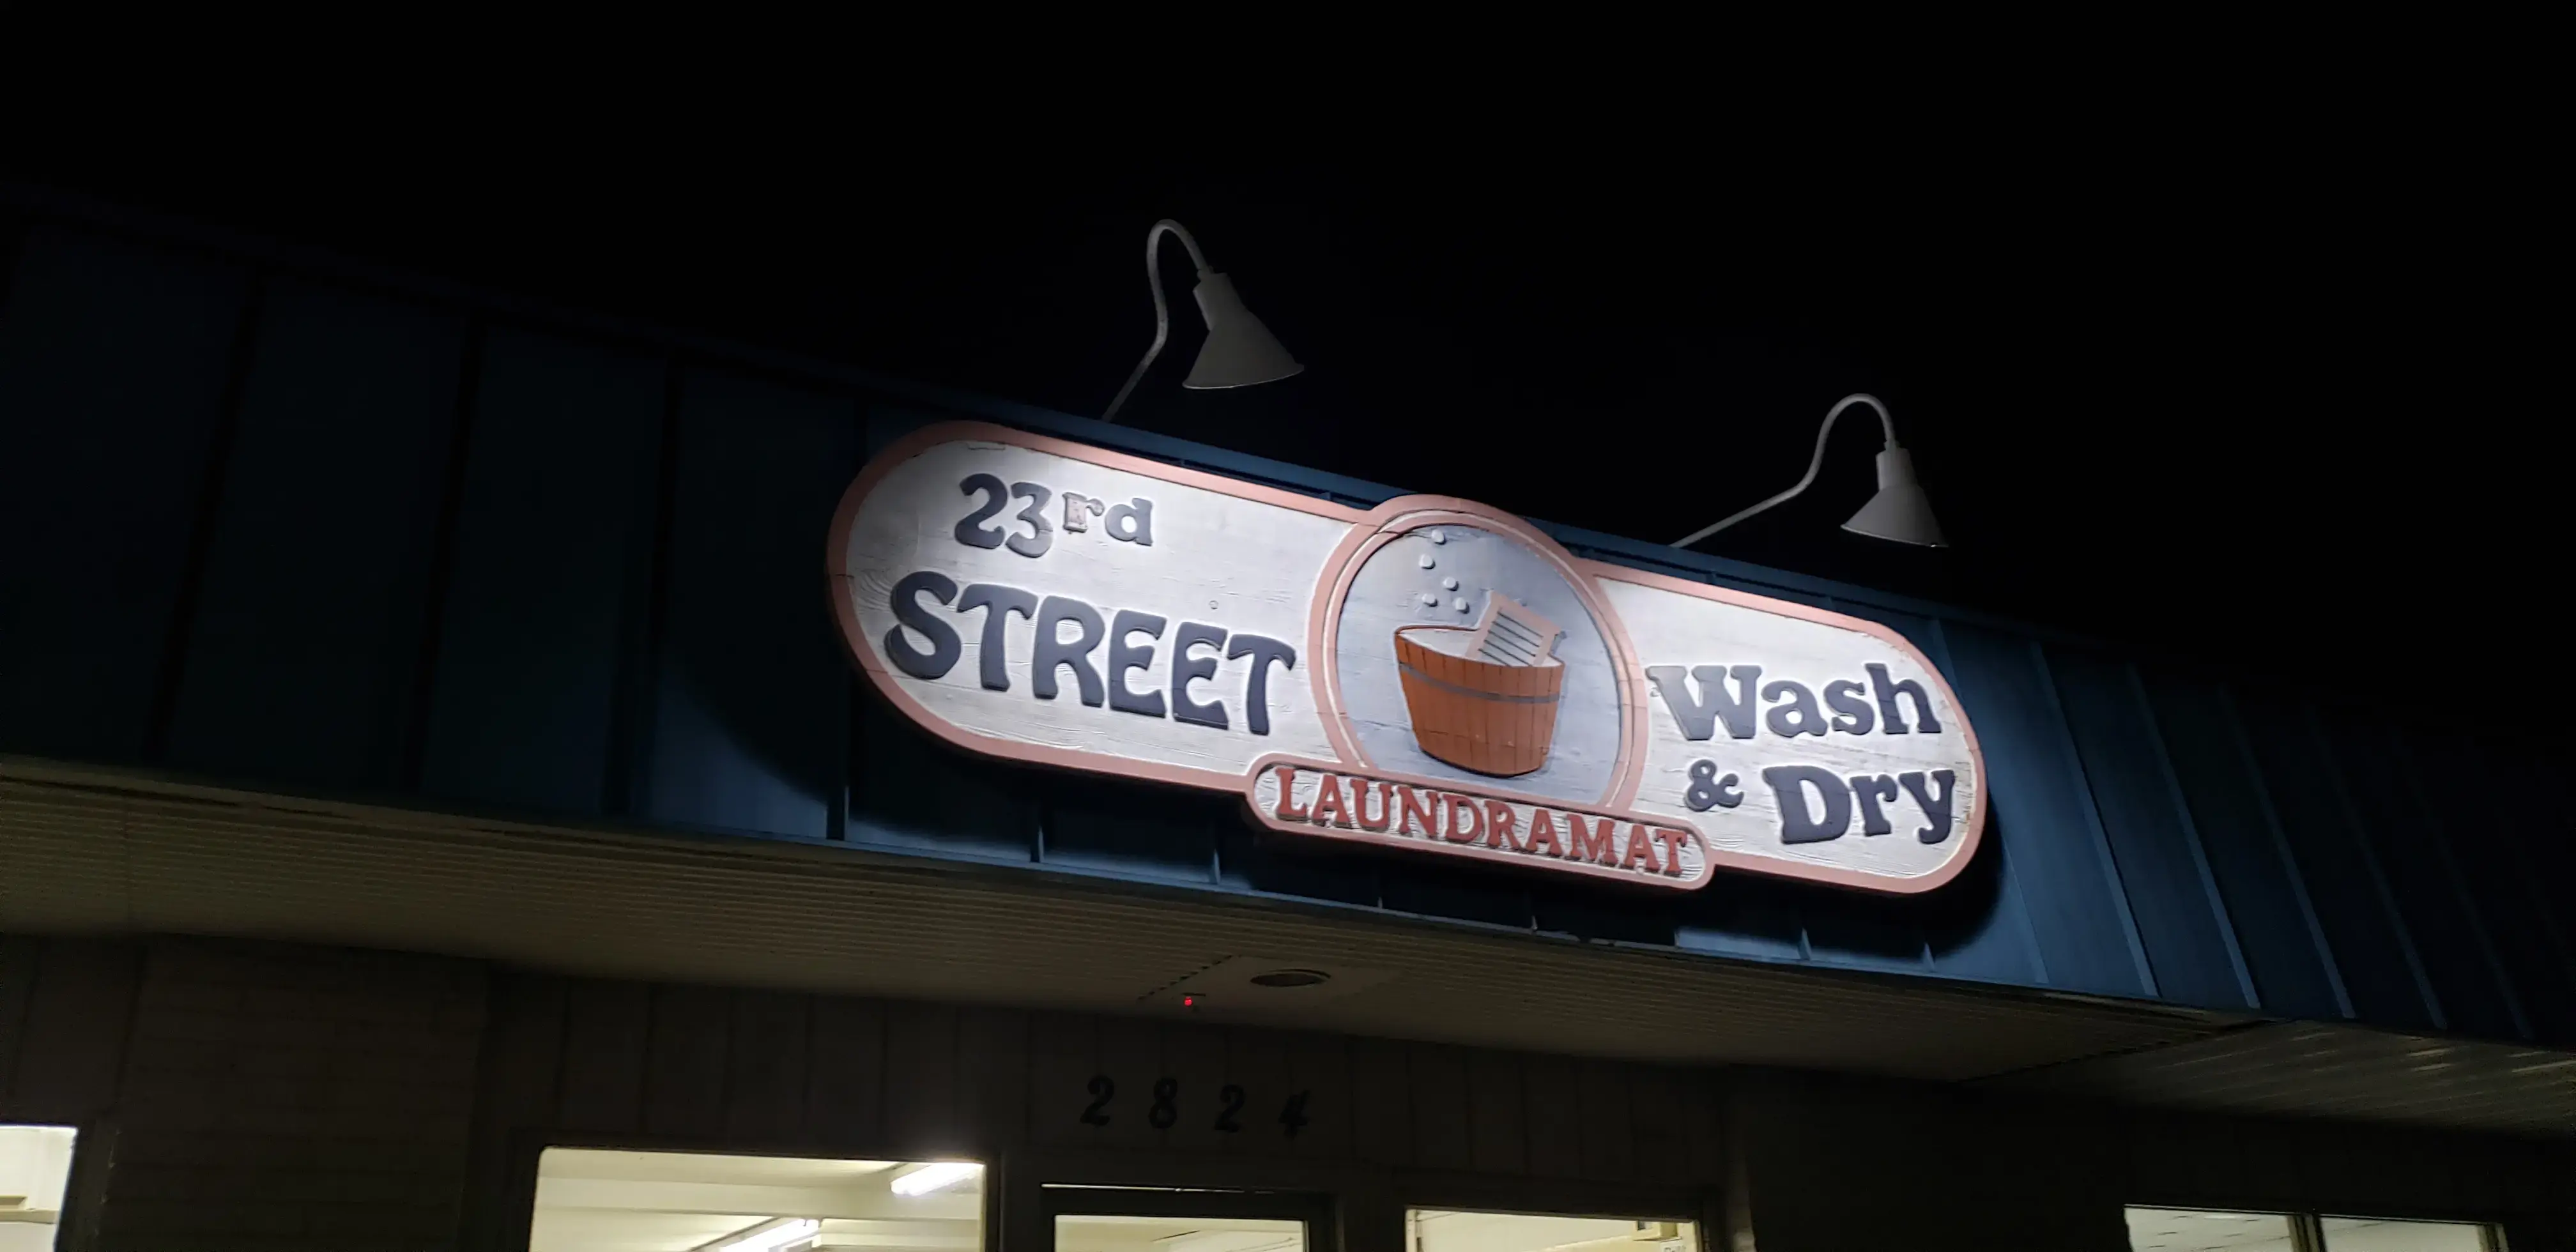 23rd
STREET
Wash
& Dry
LAUNDRAMAT
2824